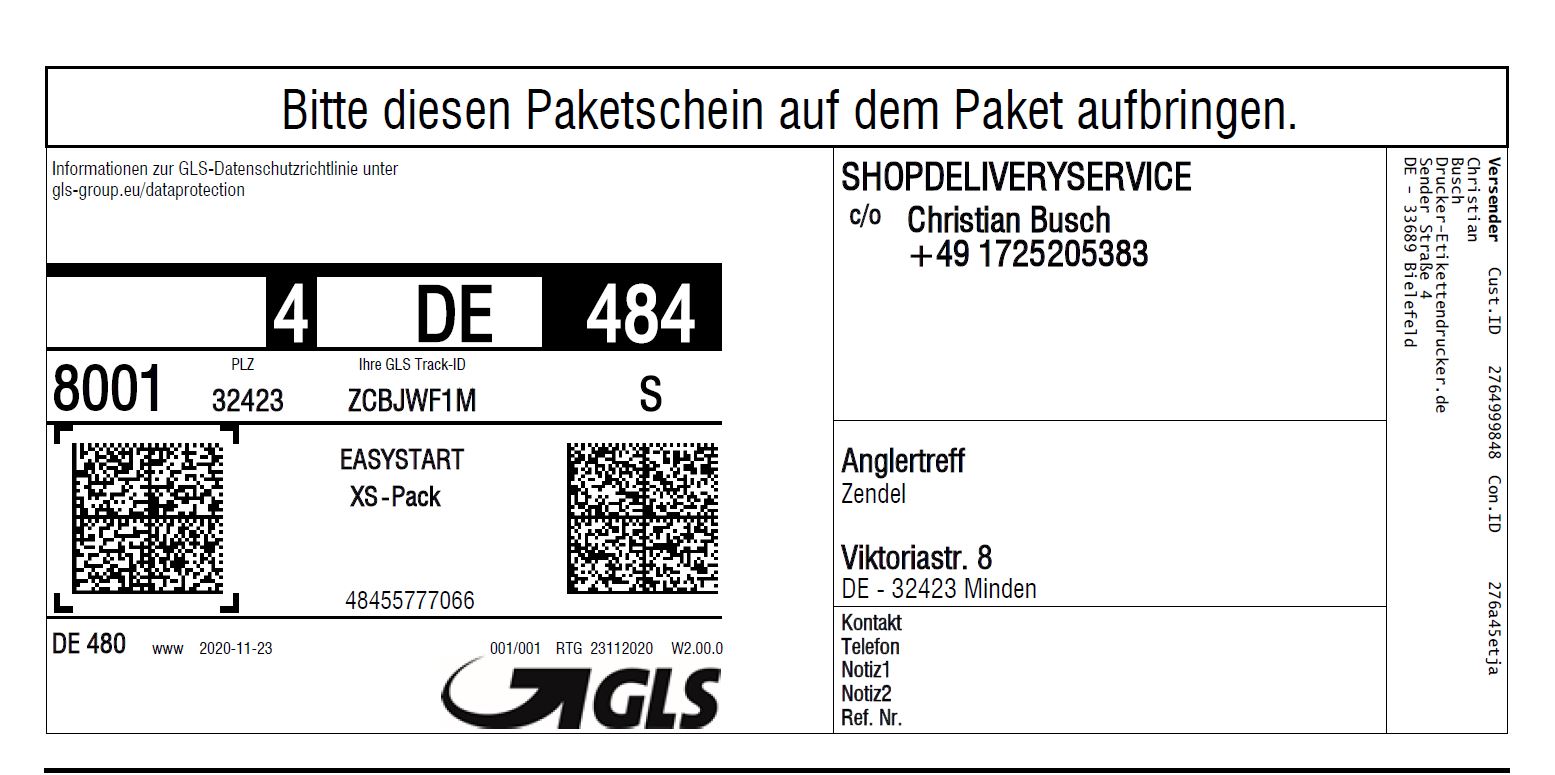 Bitte diesen Paketschein auf dem Paket aufbringen.
Informationen zur GLS-Datenschutzrichtlinie unter
gls-group.eu/dataprotection
4 DE 484
PLZ Ihre GLS Track-ID
8001 32423 ZCBJWF1M S
EASYSTART
XS-Pack
48455777066
DE 480 www 2020-11-23 001/001 RTG 23112020 W2.00.0
GLS
SHOPDELIVERYSERVICE
c/o Christian Busch
+49 1725205383
Anglertreff
Zendel
Viktoriastr. 8
DE - 32423 Minden
Kontakt
Telefon
Notiz1
Notiz2
Ref. Nr.
Versender Cust.ID 2764999848 Con.ID 276a45etja
Christian
Busch
Drucker-Etikettendrucker.de
Sender Straße 4
DE - 33689 Bielefeld